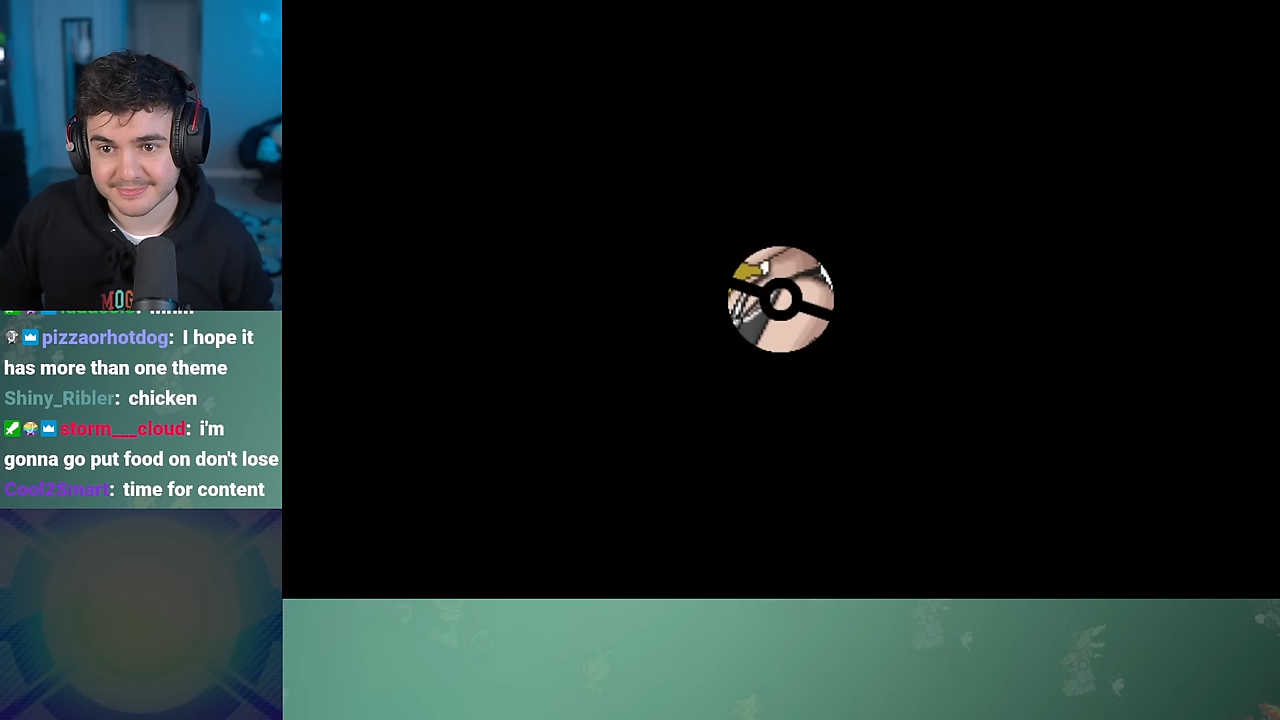 MOG
pizzaorhotdog: I hope it
has more than one theme
Shiny_Ribler: chicken
storm___cloud: i'm
gonna go put food on don't lose
Cool2Smart: time for content